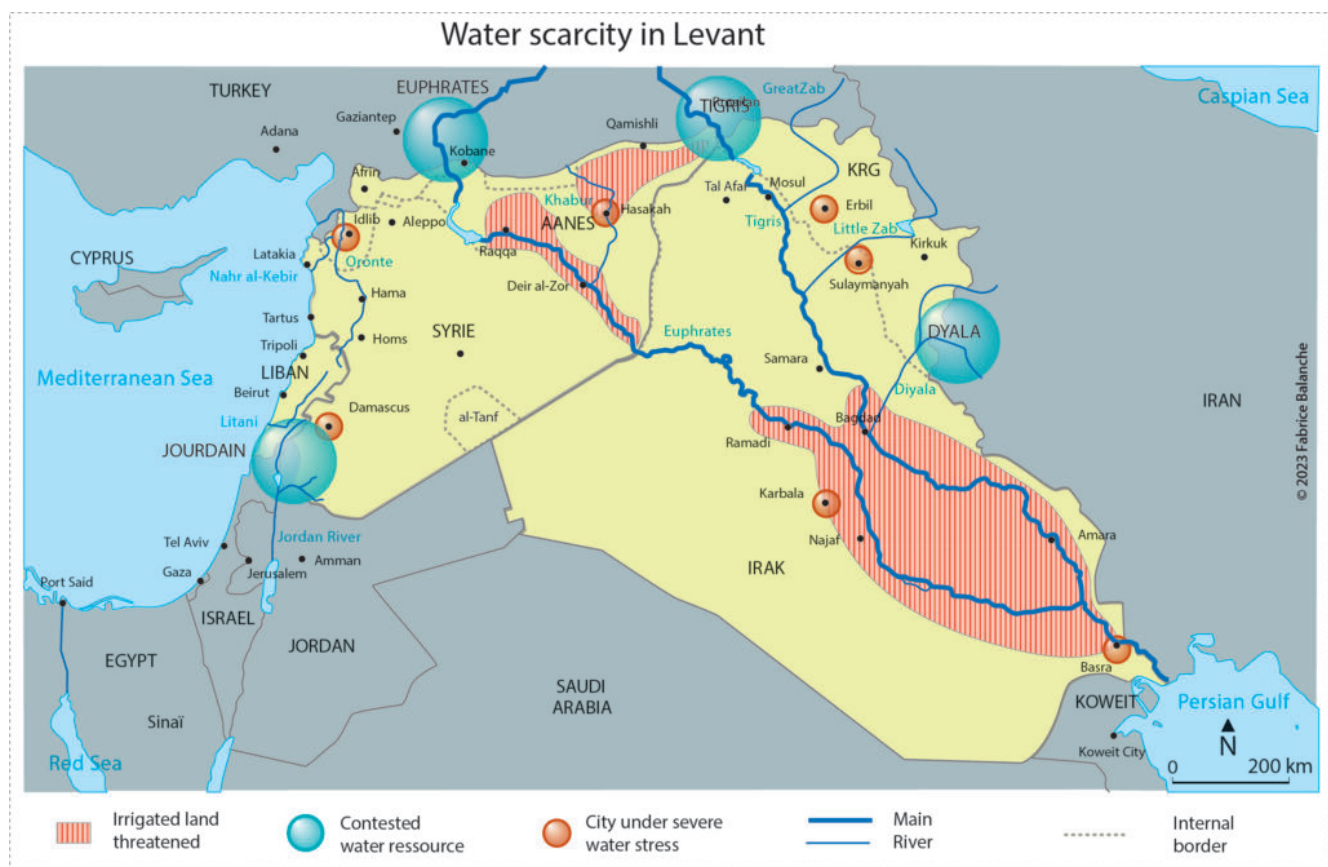 Water scarcity in Levant
TURKEY
EUPHRATES
TIGRIS
GreatZab
Caspian Sea
Gaziantep
Adana
Qamishli
Kobane
Afrin
KRG
Tal Afar
Mosul
Khabur
Hasakah
Erbil
Idlib
Aleppo
AANES
Tigris
Little Zab
Latakia
Oronte
Raqqa
Kirkuk
CYPRUS
Nahr al-Kebir
Deir al-Zor
Sulaymanyah
Hama
Tartus
SYRIE
Euphrates
DYALA
Homs
Tripoli
LIBAN
Samara
Mediterranean Sea
Beirut
Diyala
IRAN
Litani
Damascus
al-Tanf
Bagdad
Ramadi
JOURDAIN
Karbala
Jordan River
Tel Aviv
Najaf
Amara
Gaza
Jerusalem
Amman
IRAK
Port Said
ISRAEL
JORDAN
EGYPT
Basra
SAUDI
ARABIA
KOWEIT
Persian Gulf
Sinaï
N
Koweit City
Red Sea
0 200 km
© 2023 Fabrice Balanche
Irrigated land
threatened
Contested
water ressource
City under severe
water stress
Main
River
Internal
border